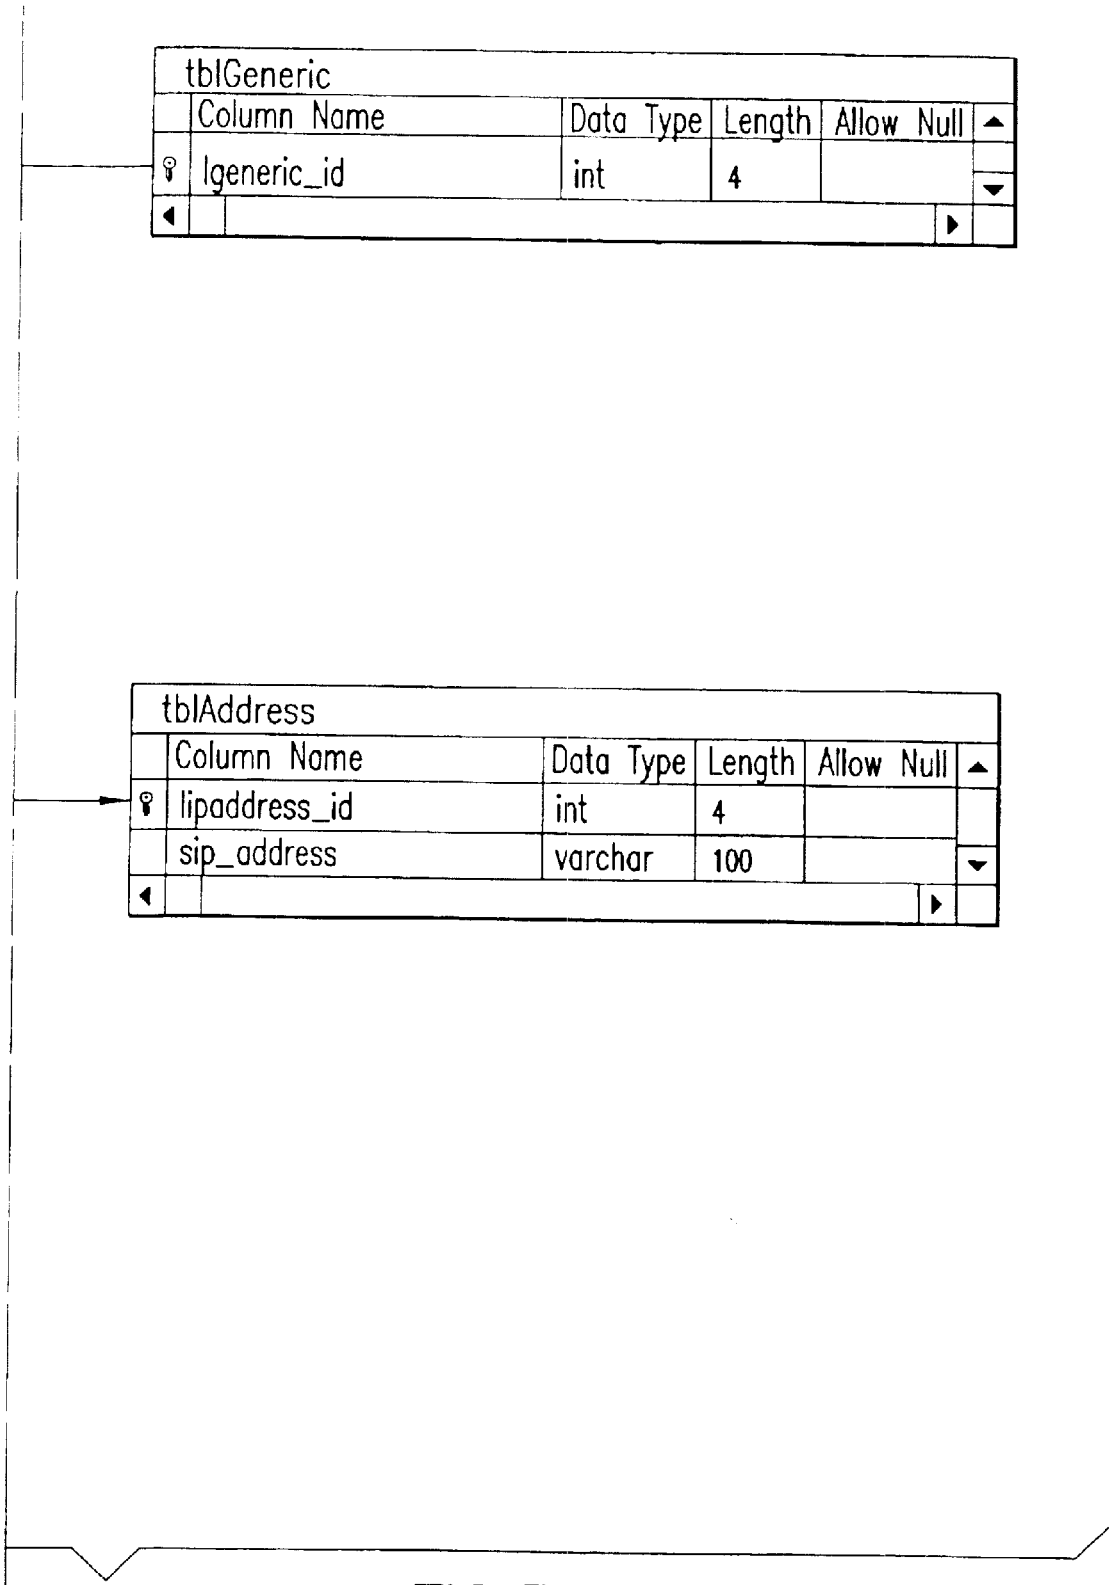 tblGeneric
Column Name Data Type Length Allow Null
lgeneric_id int 4
tblAddress
Column Name Data Type Length Allow Null
lipaddress_id int 4
sip_address varchar 100